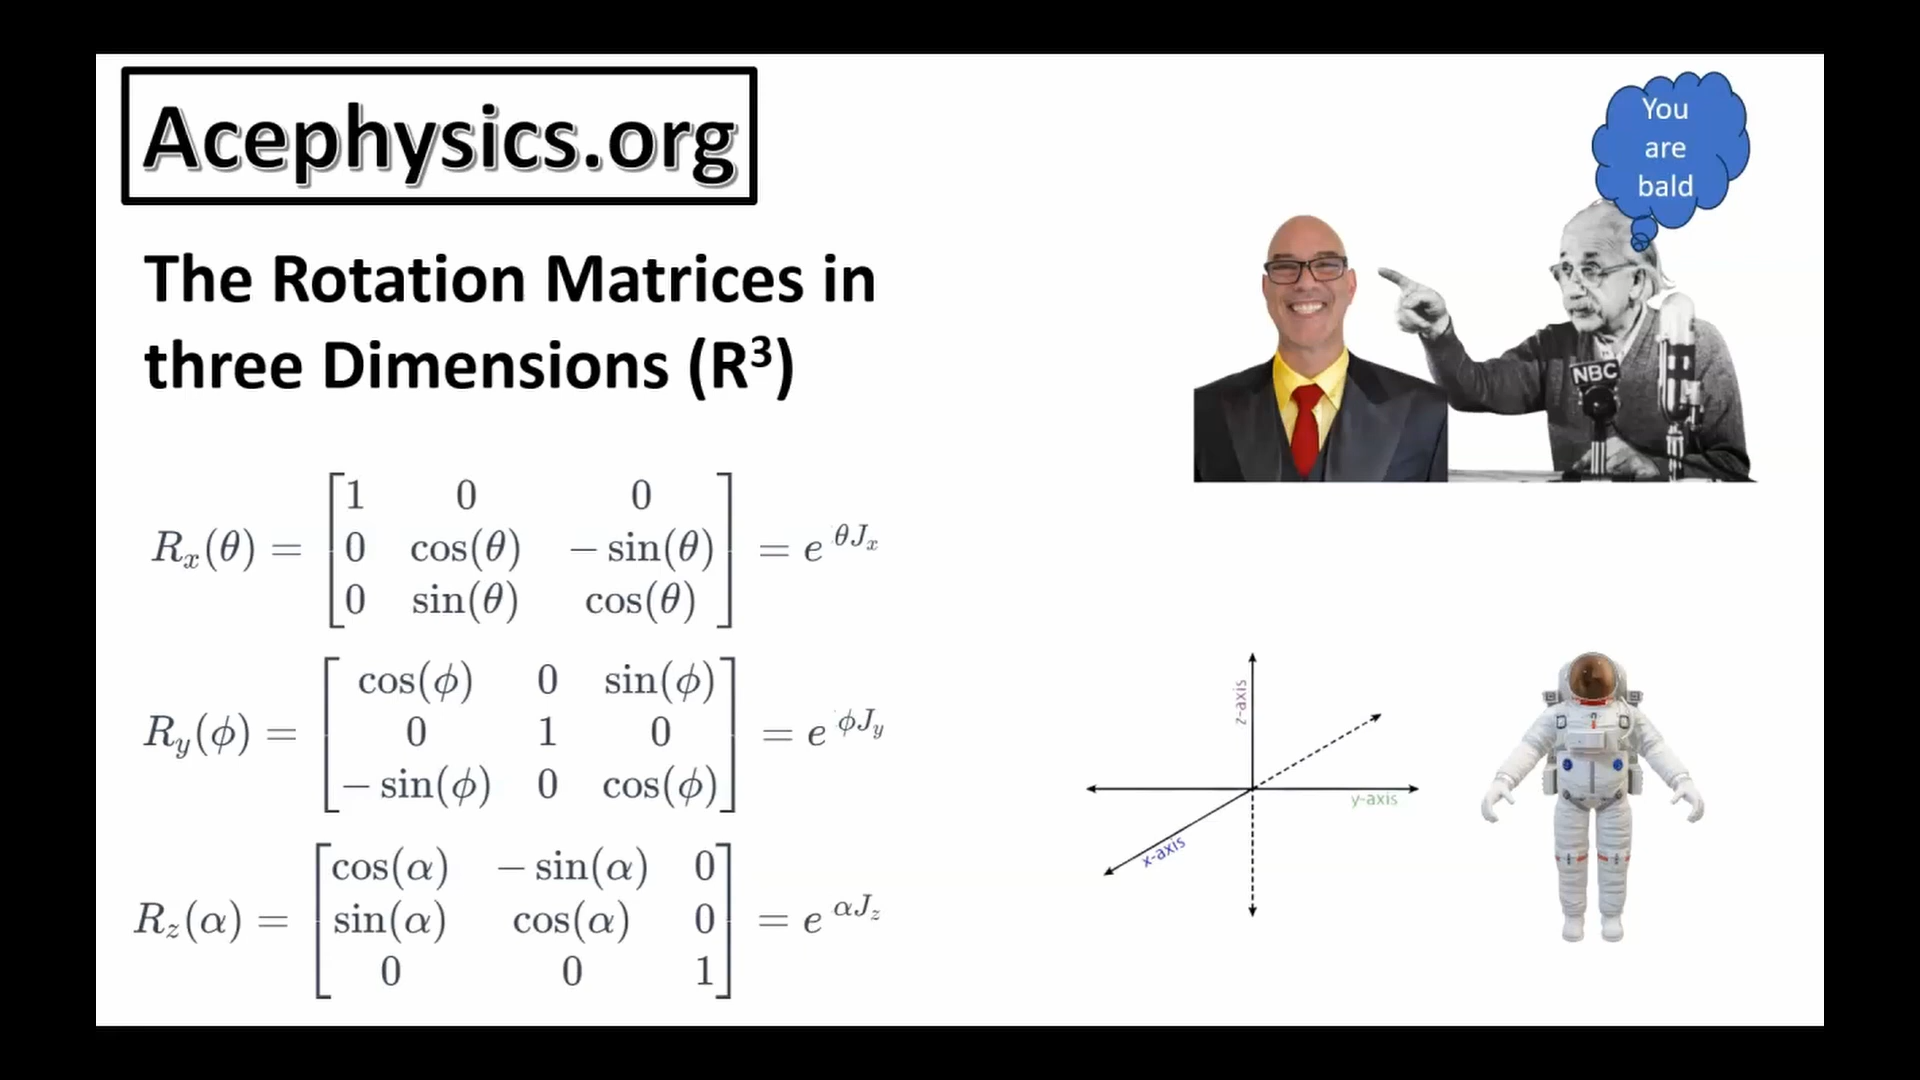 Acephysics.org
You
are
bald
The Rotation Matrices in
three Dimensions (R³)
NBC
R_x(θ) = [1 0 0; 0 cos(θ) − sin(θ); 0 sin(θ) cos(θ)] = e^{θJ_x}
R_y(ϕ) = [cos(ϕ) 0 sin(ϕ); 0 1 0; − sin(ϕ) 0 cos(ϕ)] = e^{ϕJ_y}
R_z(α) = [cos(α) − sin(α) 0; sin(α) cos(α) 0; 0 0 1] = e^{αJ_z}
z-axis
y-axis
x-axis